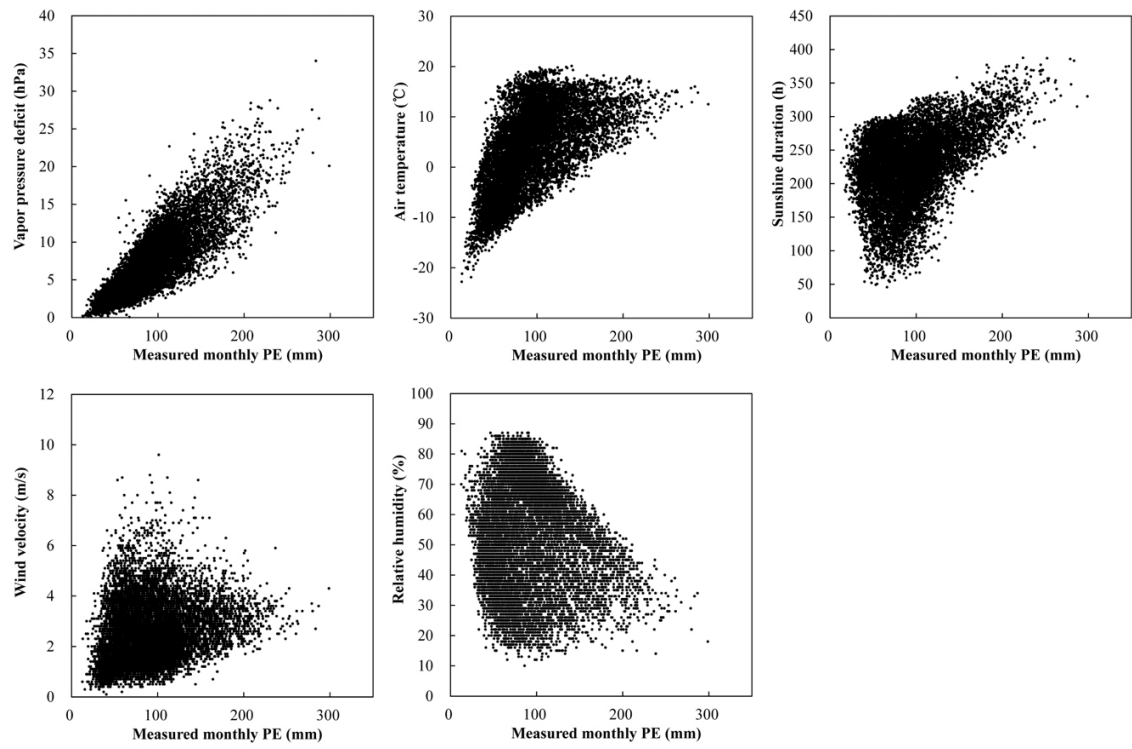 Vapor pressure deficit (hPa)
40
35
30
25
20
15
10
5
0
0 100 200 300
Measured monthly PE (mm)
Air temperature (℃)
30
20
10
0
-10
-20
-30
0 100 200 300
Measured monthly PE (mm)
Sunshine duration (h)
450
400
350
300
250
200
150
100
50
0
0 100 200 300
Measured monthly PE (mm)
Wind velocity (m/s)
12
10
8
6
4
2
0
0 100 200 300
Measured monthly PE (mm)
Relative humidity (%)
100
90
80
70
60
50
40
30
20
10
0
0 100 200 300
Measured monthly PE (mm)